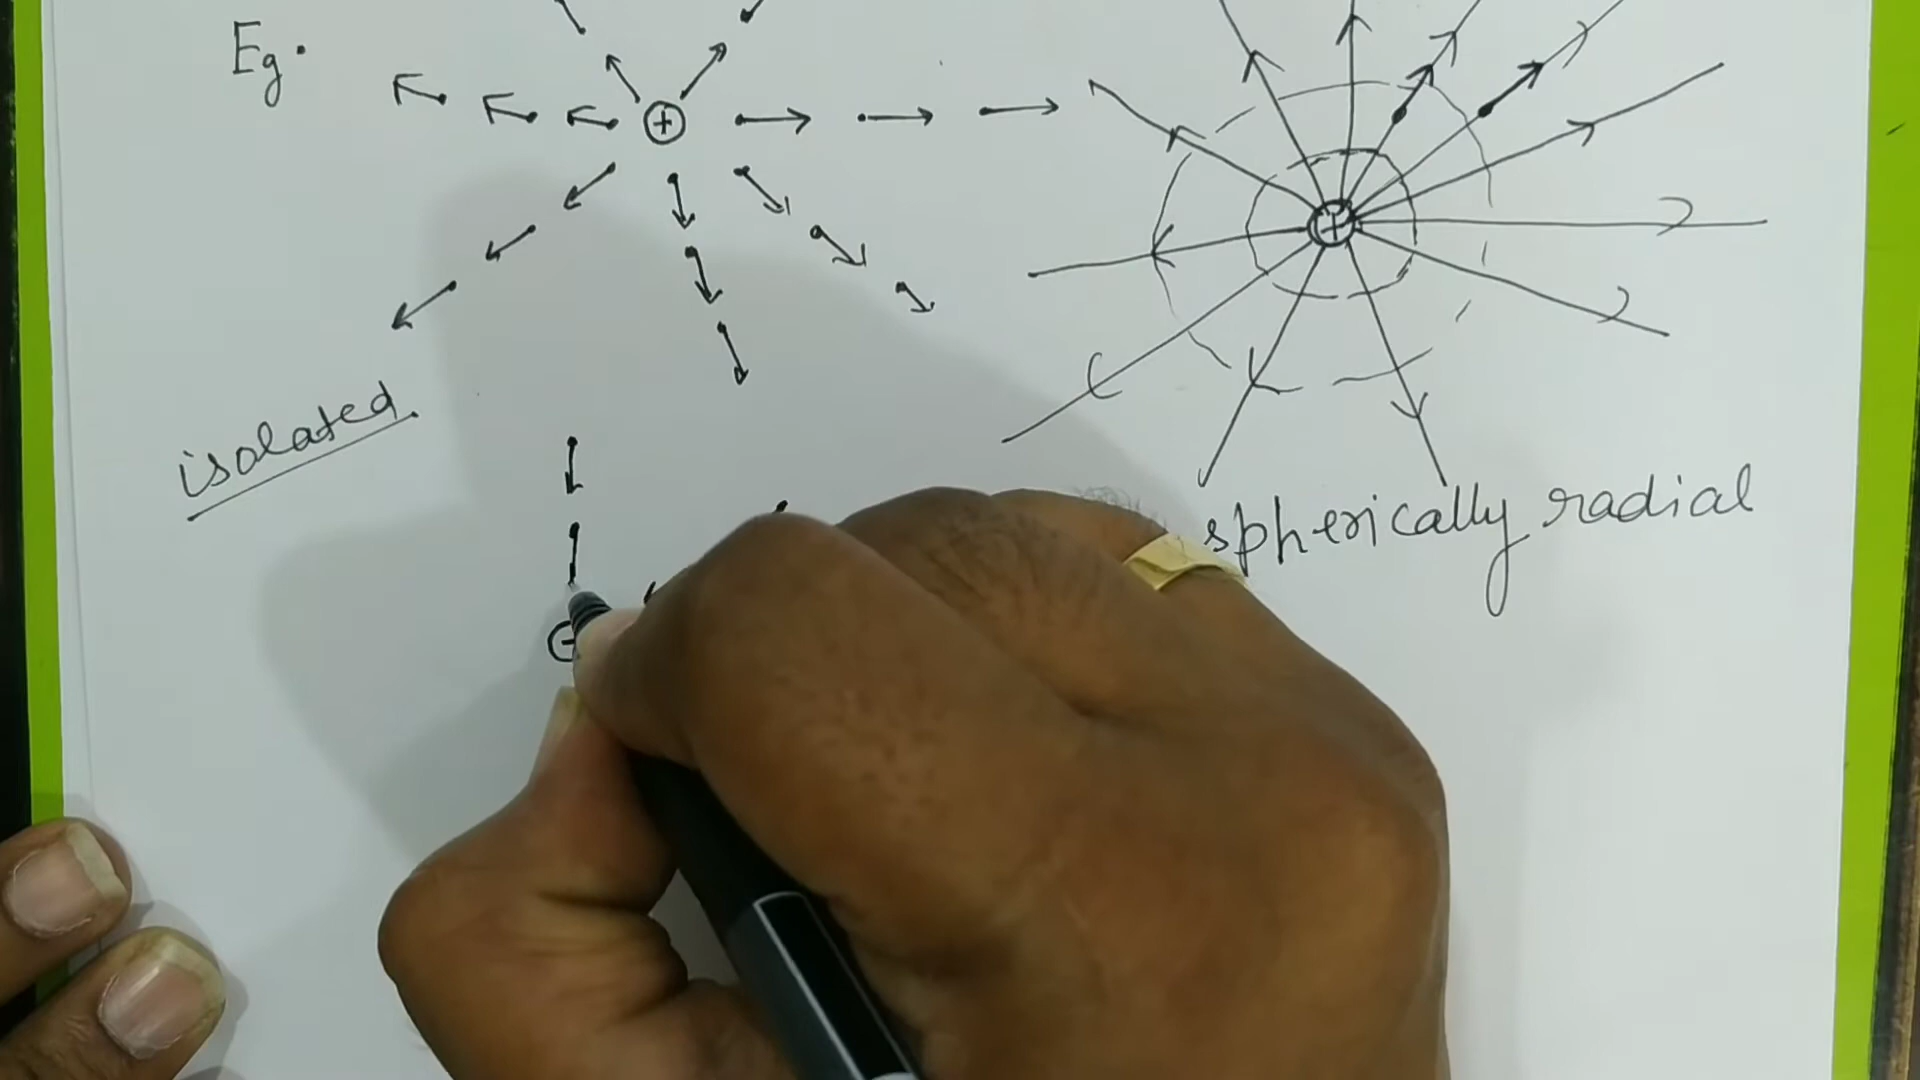 Eg.
+
+
isolated.
spherically radial